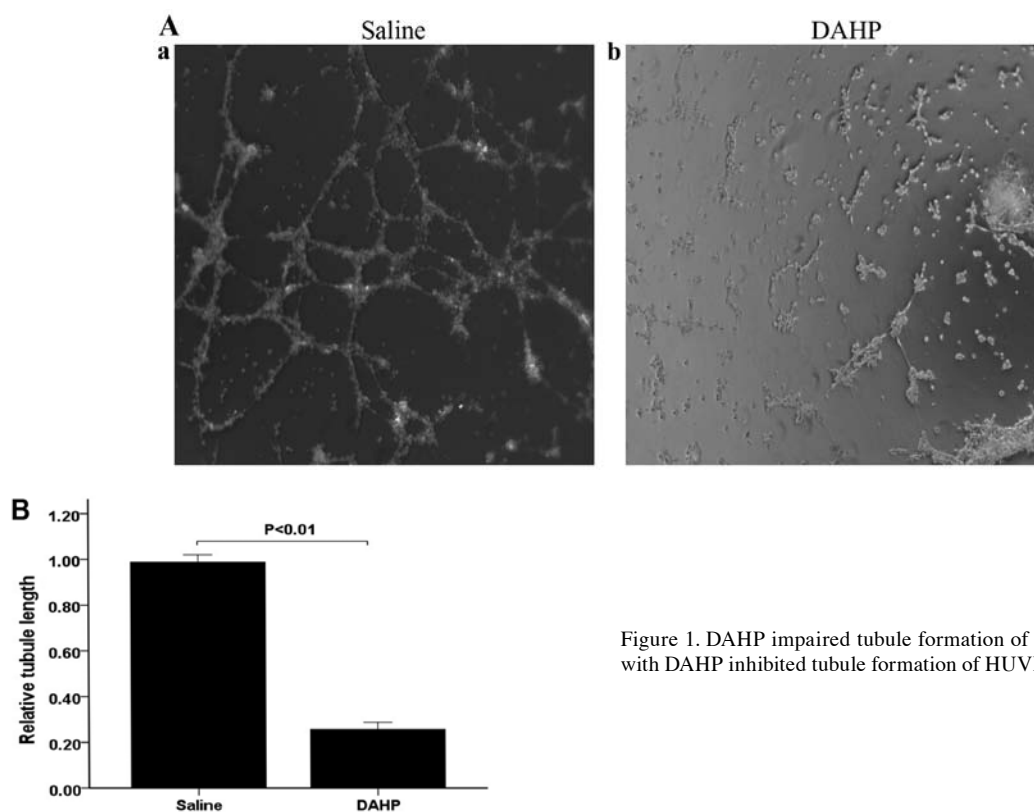 A
Saline
DAHP
a
b
B
1.20
1.00
0.80
0.60
0.40
0.20
0.00
Relative tubule length
P<0.01
Saline
DAHP
Figure 1. DAHP impaired tubule formation of
with DAHP inhibited tubule formation of